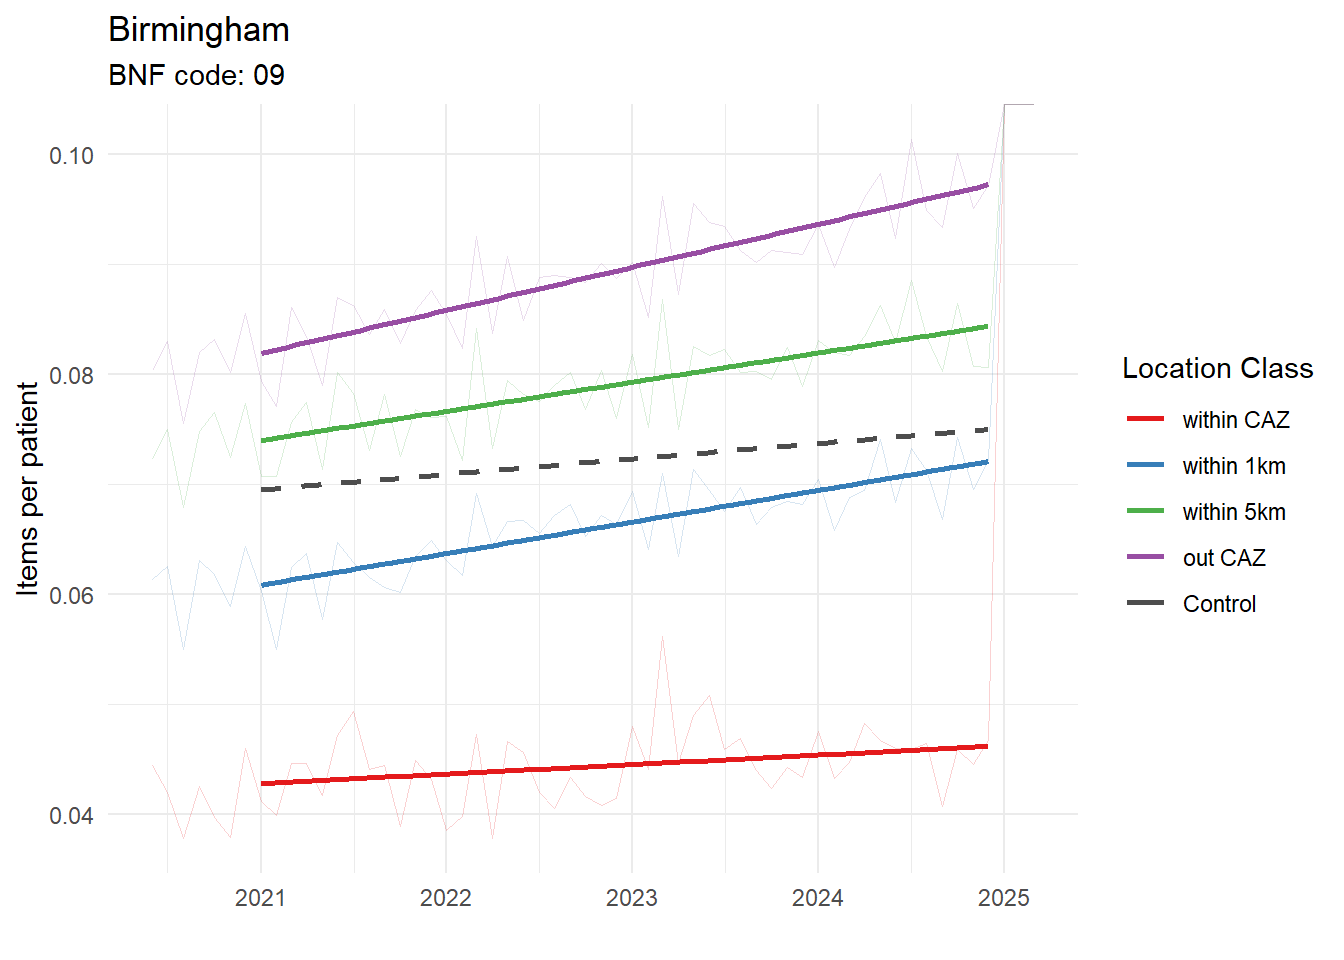 Birmingham
BNF code: 09
Items per patient
0.10
0.08
0.06
0.04
2021 2022 2023 2024 2025
Location Class
within CAZ
within 1km
within 5km
out CAZ
Control